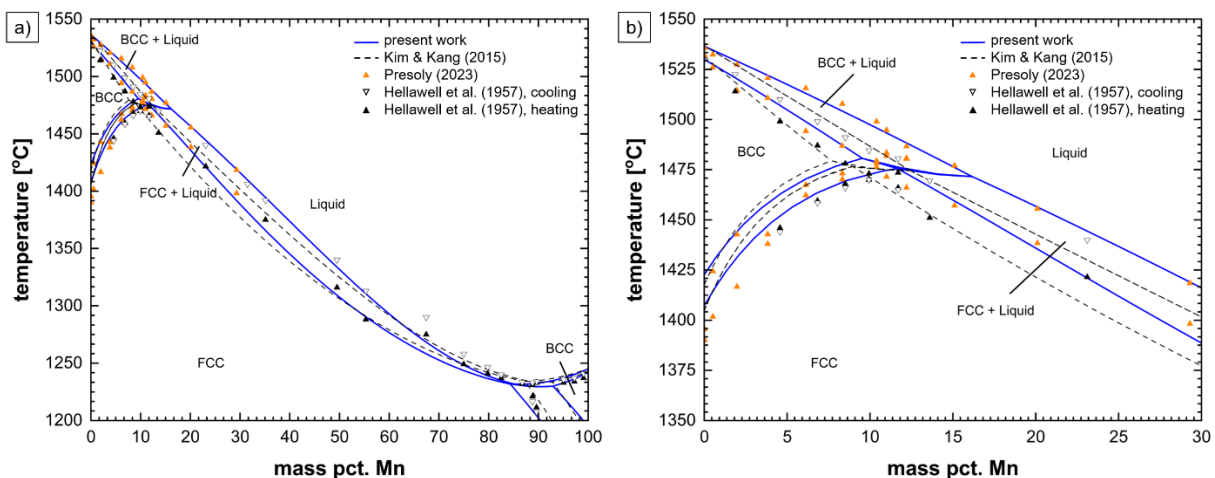 a)
1550
1500
1450
1400
1350
1300
1250
1200
temperature [°C]
0 10 20 30 40 50 60 70 80 90 100
mass pct. Mn
BCC + Liquid
BCC
FCC + Liquid
Liquid
FCC
BCC
present work
Kim & Kang (2015)
Presoly (2023)
Hellawell et al. (1957), cooling
Hellawell et al. (1957), heating
b)
1550
1525
1500
1475
1450
1425
1400
1375
1350
temperature [°C]
0 5 10 15 20 25 30
mass pct. Mn
BCC + Liquid
BCC
Liquid
FCC + Liquid
FCC
present work
Kim & Kang (2015)
Presoly (2023)
Hellawell et al. (1957), cooling
Hellawell et al. (1957), heating